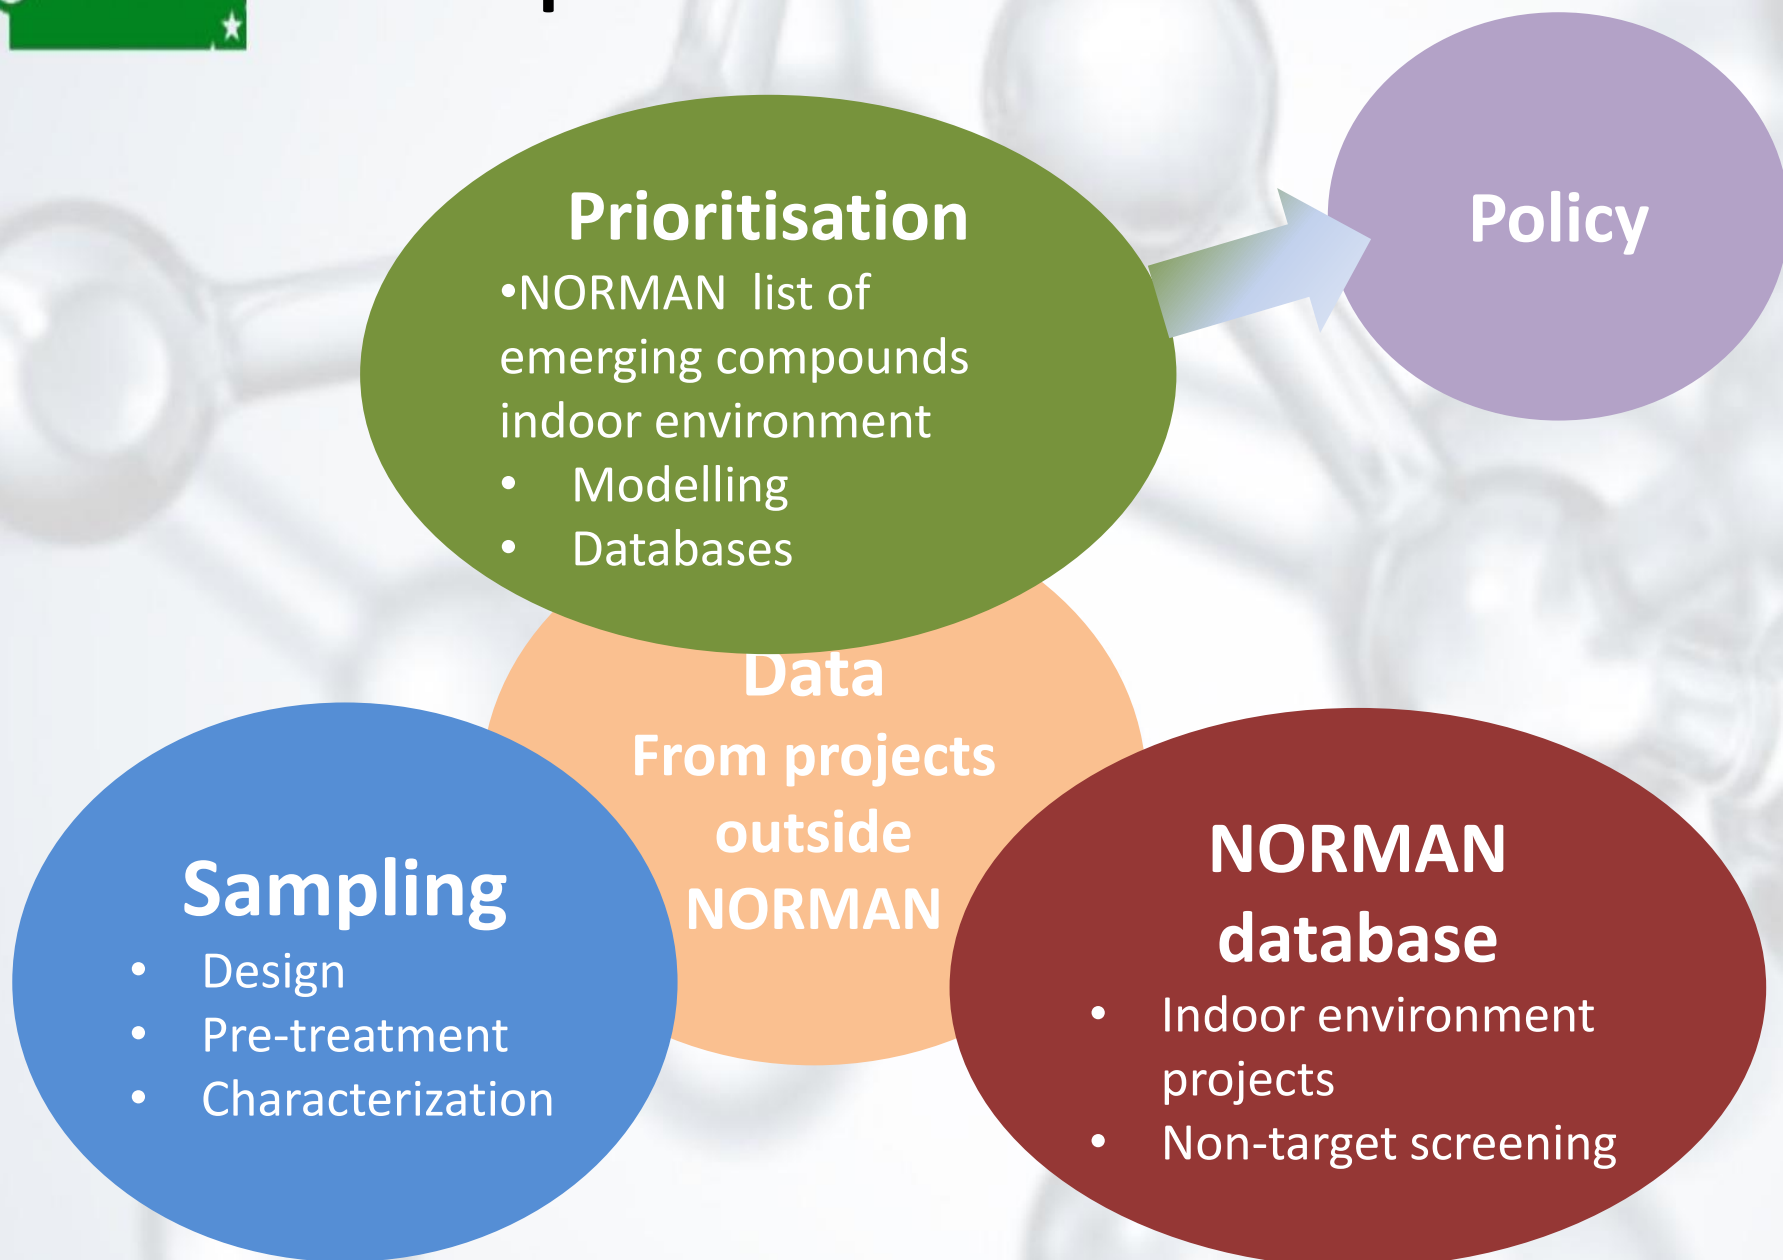 Prioritisation
•NORMAN list of
emerging compounds
indoor environment
• Modelling
• Databases
Policy
Data
From projects
outside
NORMAN
Sampling
• Design
• Pre-treatment
• Characterization
NORMAN
database
• Indoor environment
projects
• Non-target screening